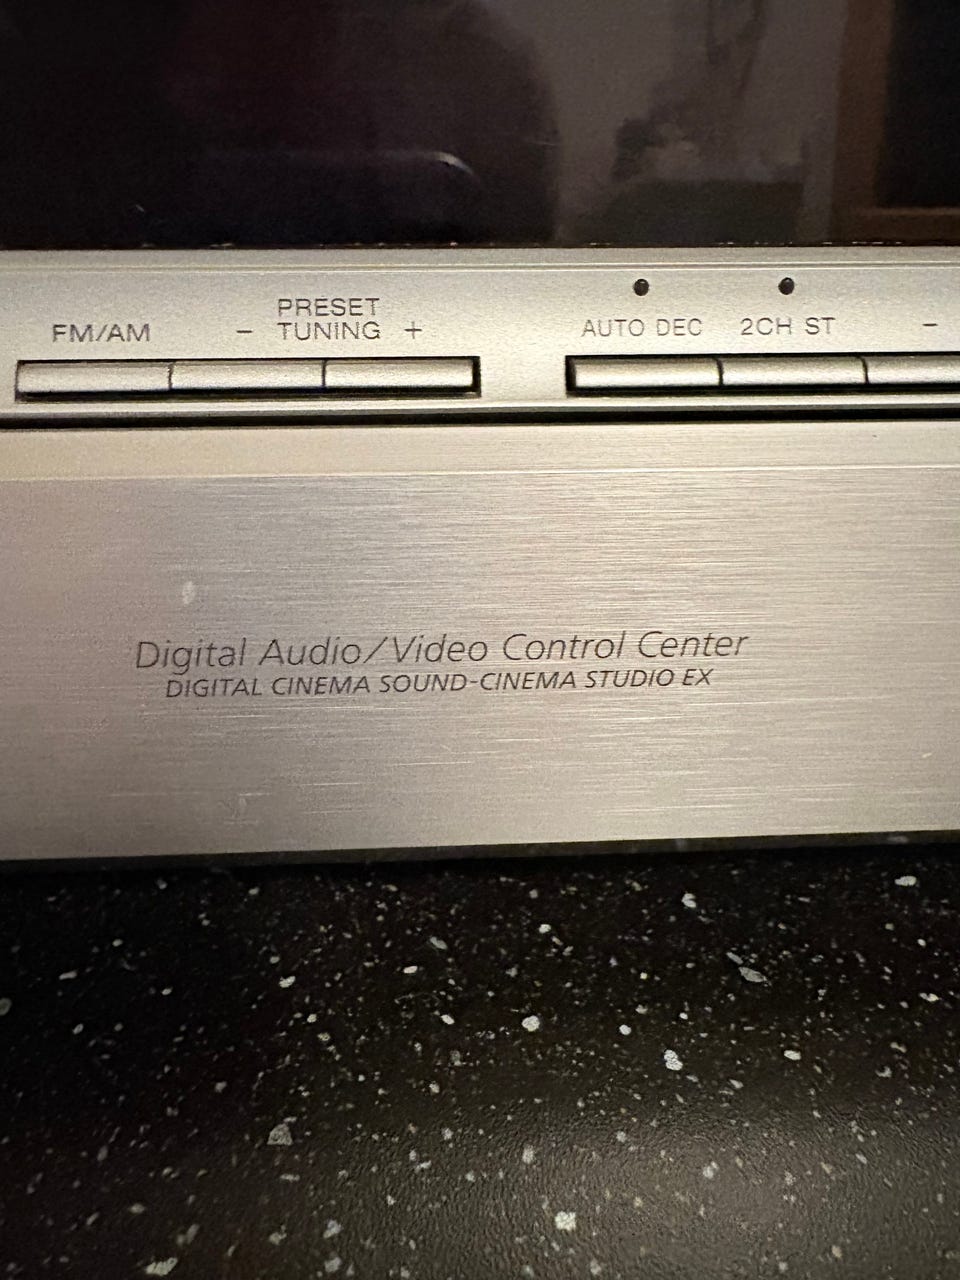 FM/AM
PRESET
− TUNING +
AUTO DEC
2CH ST
−
Digital Audio/Video Control Center
DIGITAL CINEMA SOUND-CINEMA STUDIO EX